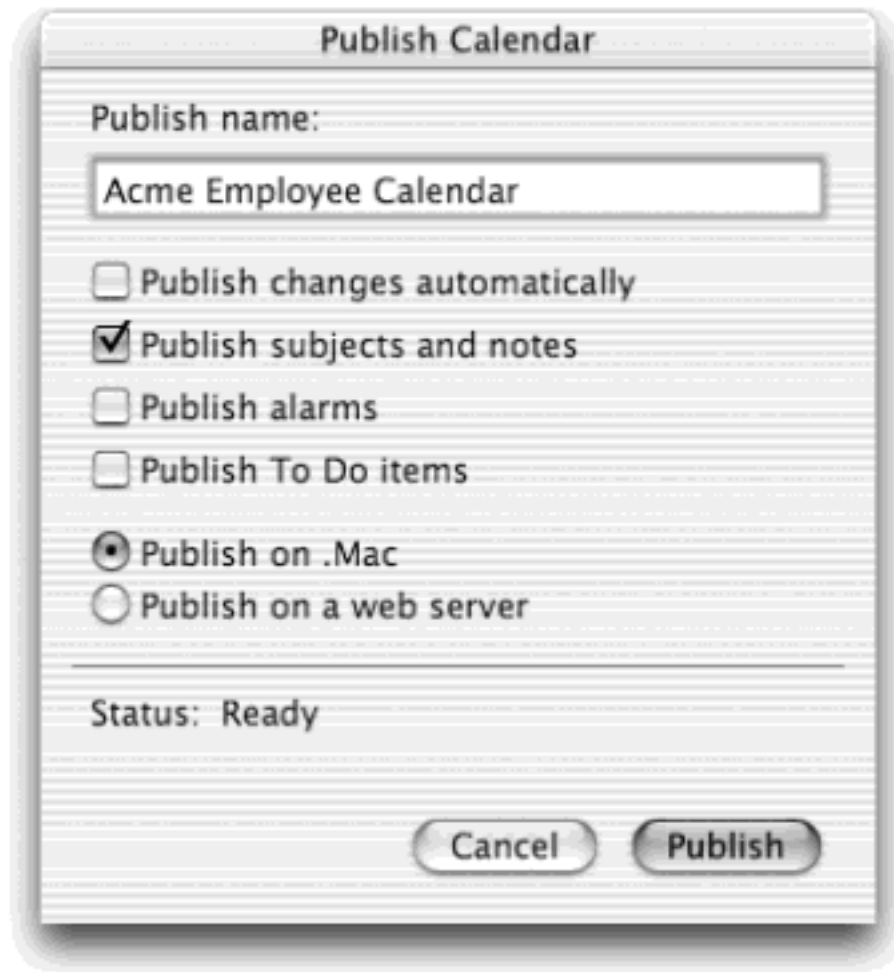 Publish Calendar
Publish name:
Acme Employee Calendar
Publish changes automatically
Publish subjects and notes
Publish alarms
Publish To Do items
Publish on .Mac
Publish on a web server
Status: Ready
Cancel Publish